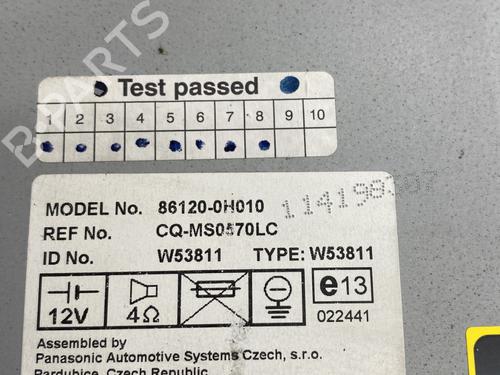 B-PARTS
Test passed
1 2 3 4 5 6 7 8 9 10
MODEL No. 86120-0H010
REF No. CQ-MS0570LC
ID No. W53811 TYPE: W53811
12V 4Ω e13
022441
Assembled by
Panasonic Automotive Systems Czech, s.r.o.
Pardubice, Czech Republic